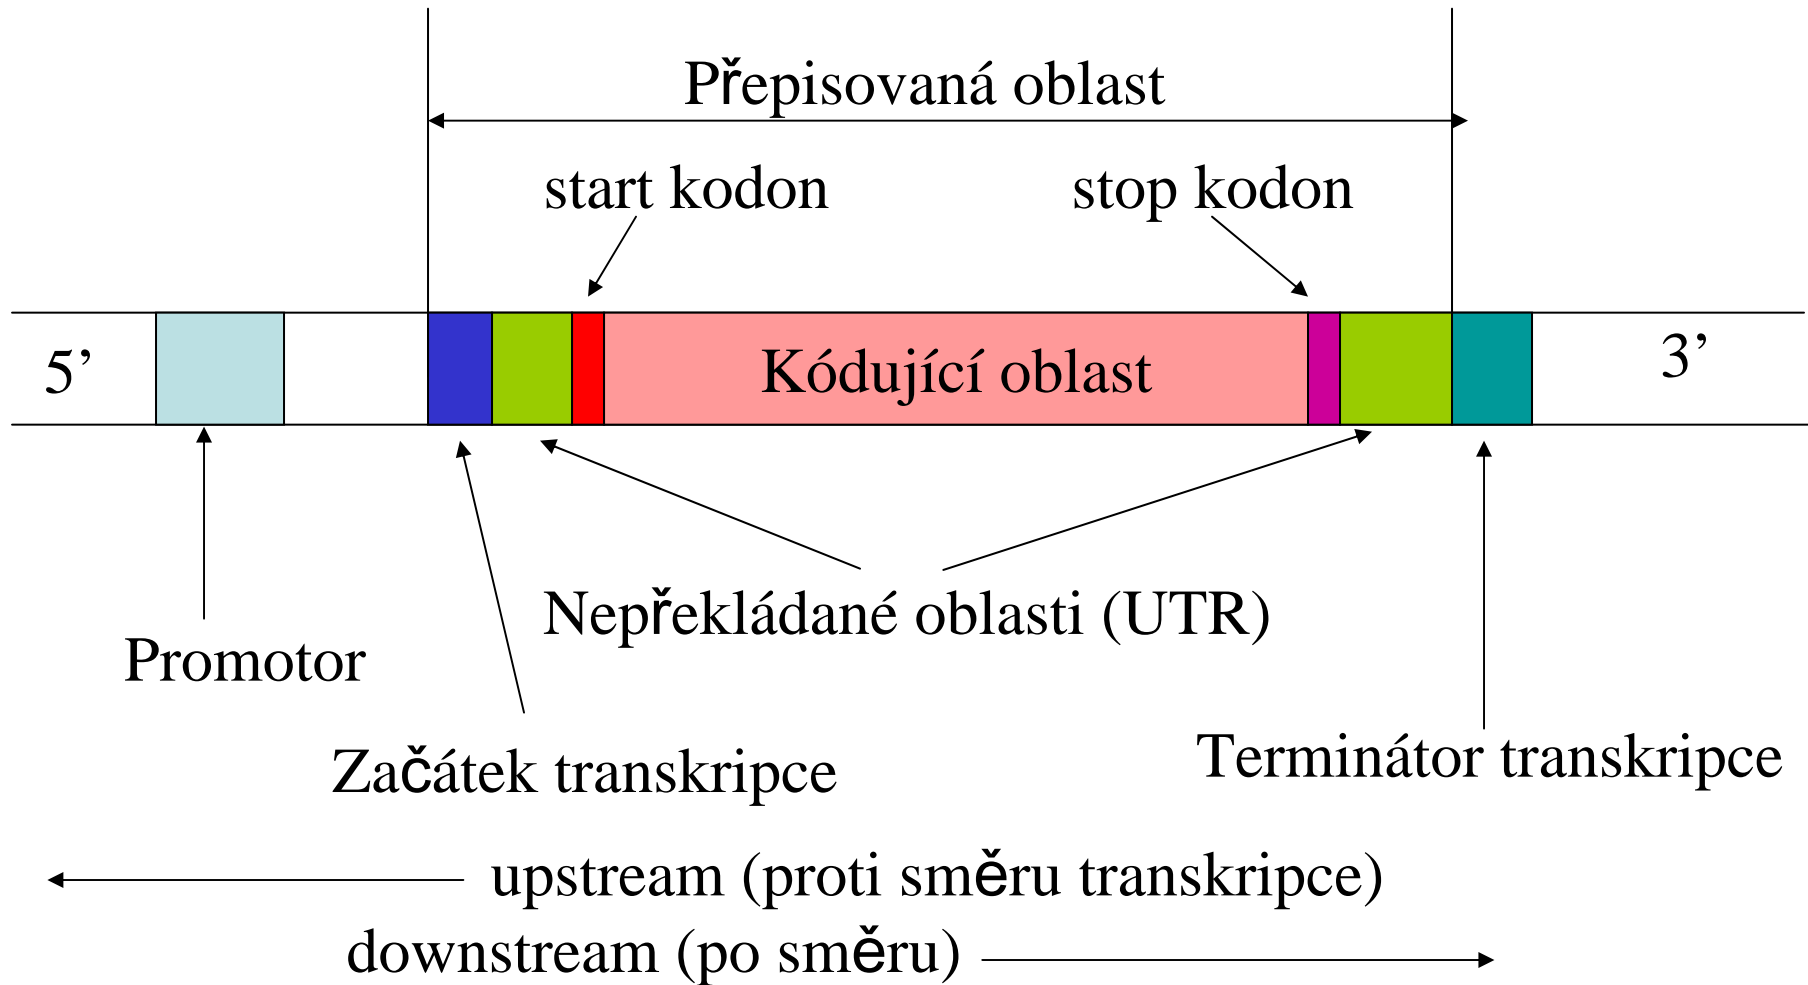 Přepisovaná oblast
start kodon
stop kodon
5’
Kódující oblast
3’
Nepřekládané oblasti (UTR)
Promotor
Začátek transkripce
Terminátor transkripce
upstream (proti směru transkripce)
downstream (po směru)